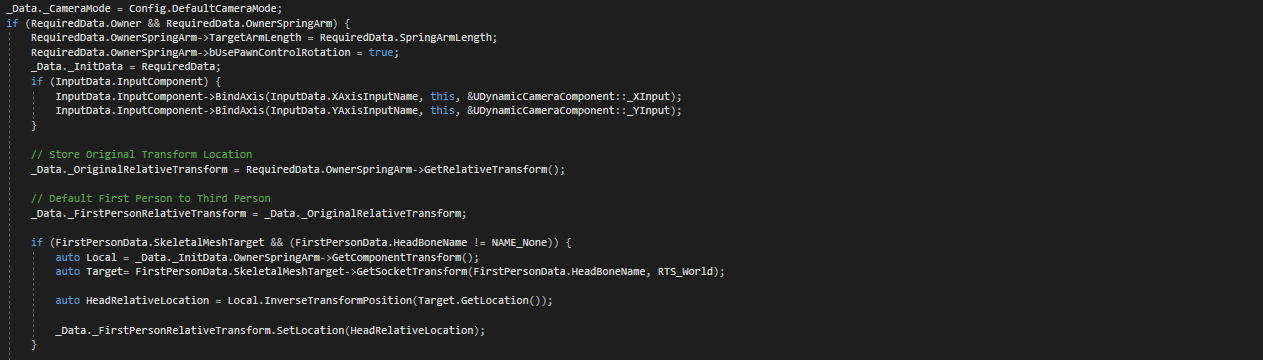 _Data._CameraMode = Config.DefaultCameraMode;
if (RequiredData.Owner && RequiredData.OwnerSpringArm) {
RequiredData.OwnerSpringArm->TargetArmLength = RequiredData.SpringArmLength;
RequiredData.OwnerSpringArm->bUsePawnControlRotation = true;
_Data._InitData = RequiredData;
if (InputData.InputComponent) {
InputData.InputComponent->BindAxis(InputData.XAxisInputName, this, &UDynamicCameraComponent::_XInput);
InputData.InputComponent->BindAxis(InputData.YAxisInputName, this, &UDynamicCameraComponent::_YInput);
}
// Store Original Transform Location
_Data._OriginalRelativeTransform = RequiredData.OwnerSpringArm->GetRelativeTransform();
// Default First Person to Third Person
_Data._FirstPersonRelativeTransform = _Data._OriginalRelativeTransform;
if (FirstPersonData.SkeletalMeshTarget && (FirstPersonData.HeadBoneName != NAME_None)) {
auto Local = _Data._InitData.OwnerSpringArm->GetComponentTransform();
auto Target= FirstPersonData.SkeletalMeshTarget->GetSocketTransform(FirstPersonData.HeadBoneName, RTS_World);
auto HeadRelativeLocation = Local.InverseTransformPosition(Target.GetLocation());
_Data._FirstPersonRelativeTransform.SetLocation(HeadRelativeLocation);
}